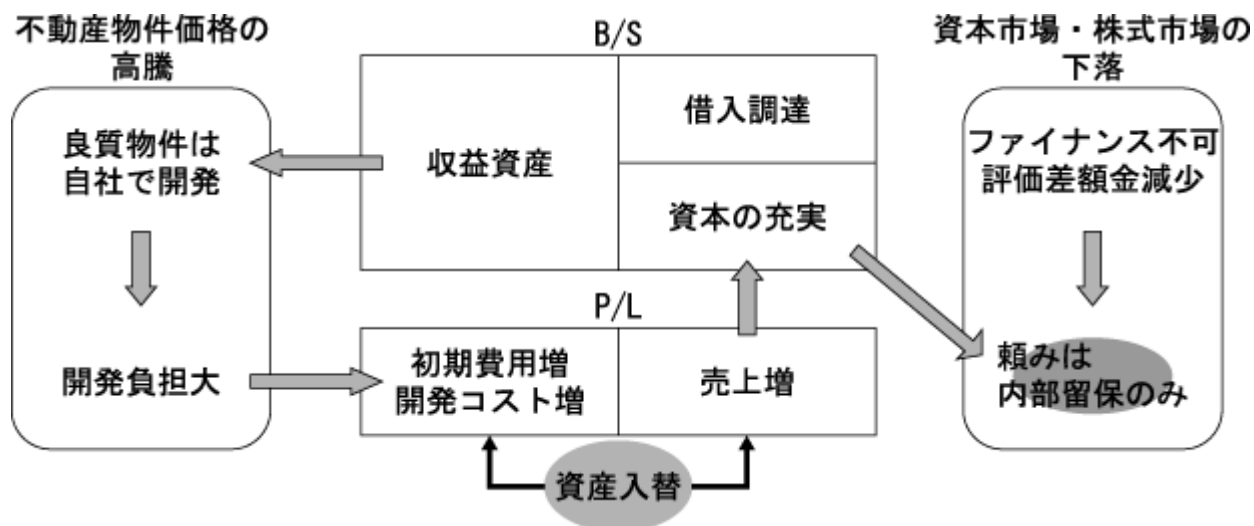 不動産物件価格の
高騰
良質物件は
自社で開発
開発負担大
B/S
収益資産
借入調達
資本の充実
P/L
初期費用増
開発コスト増
売上増
資産入替
資本市場・株式市場の
下落
ファイナンス不可
評価差額金減少
頼みは
内部留保のみ